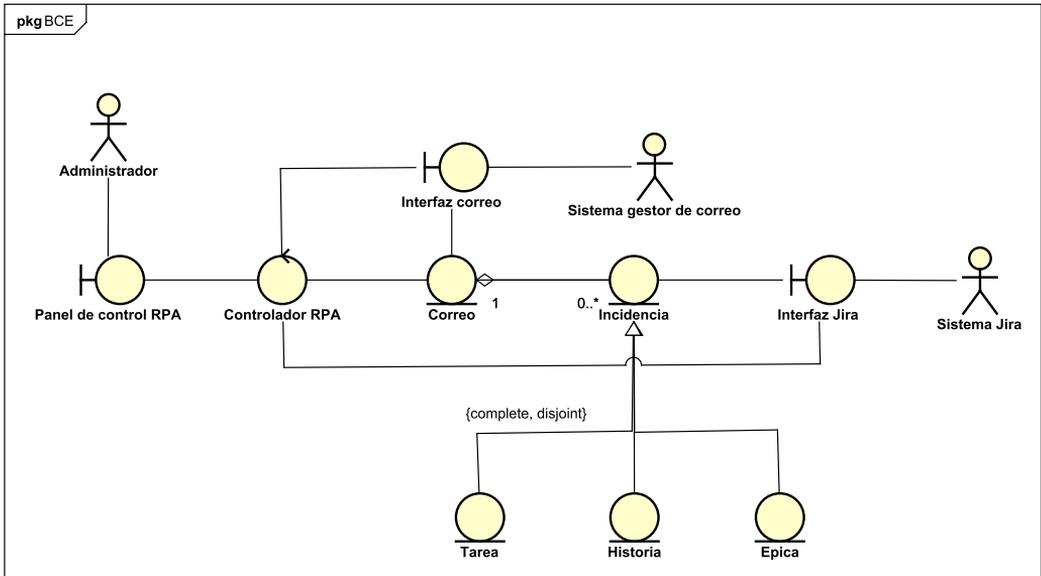 pkg BCE
Administrador
Interfaz correo
Sistema gestor de correo
Panel de control RPA
Controlador RPA
Correo
1
0..*
Incidencia
Interfaz Jira
Sistema Jira
{complete, disjoint}
Tarea
Historia
Epica